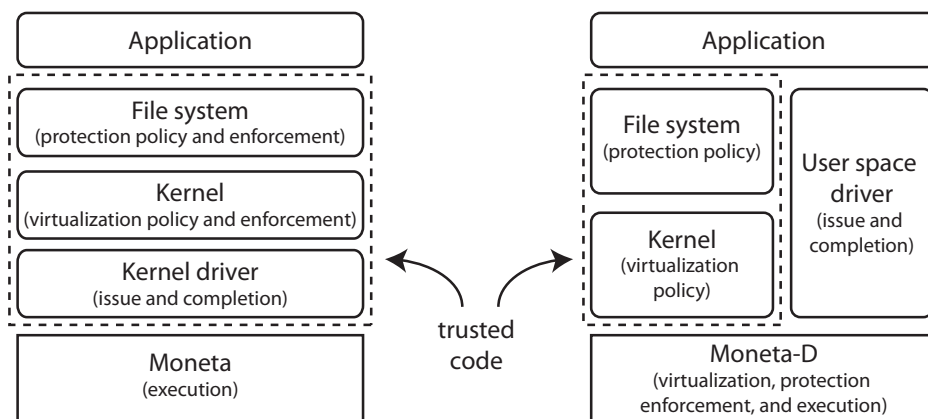 Application
File system
(protection policy and enforcement)
Kernel
(virtualization policy and enforcement)
Kernel driver
(issue and completion)
Moneta
(execution)
trusted
code
Application
File system
(protection policy)
Kernel
(virtualization
policy)
User space
driver
(issue and
completion)
Moneta-D
(virtualization, protection
enforcement, and execution)